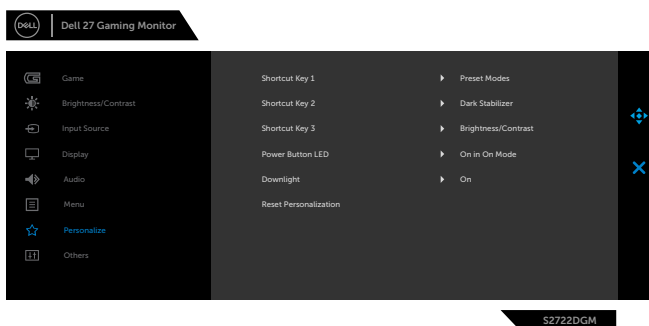 DELL
Dell 27 Gaming Monitor
Game
Shortcut Key 1 Preset Modes
Brightness/Contrast Shortcut Key 2 Dark Stabilizer
Input Source Shortcut Key 3 Brightness/Contrast
Display Power Button LED On in On Mode
Audio Downlight On
Menu Reset Personalization
Personalize
Others
S2722DGM